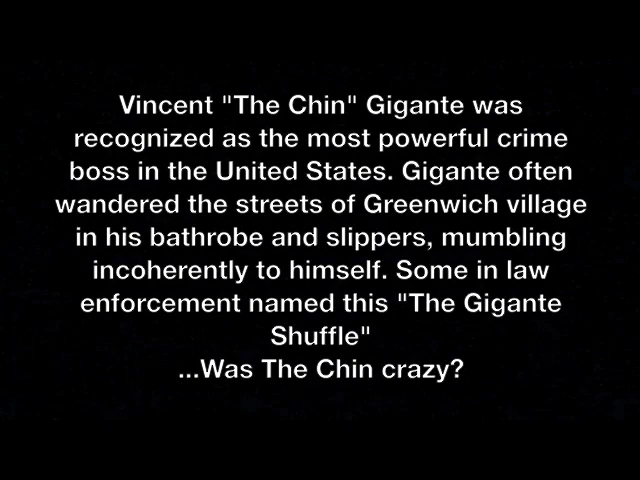 Vincent "The Chin" Gigante was
recognized as the most powerful crime
boss in the United States. Gigante often
wandered the streets of Greenwich village
in his bathrobe and slippers, mumbling
incoherently to himself. Some in law
enforcement named this "The Gigante
Shuffle"
...Was The Chin crazy?